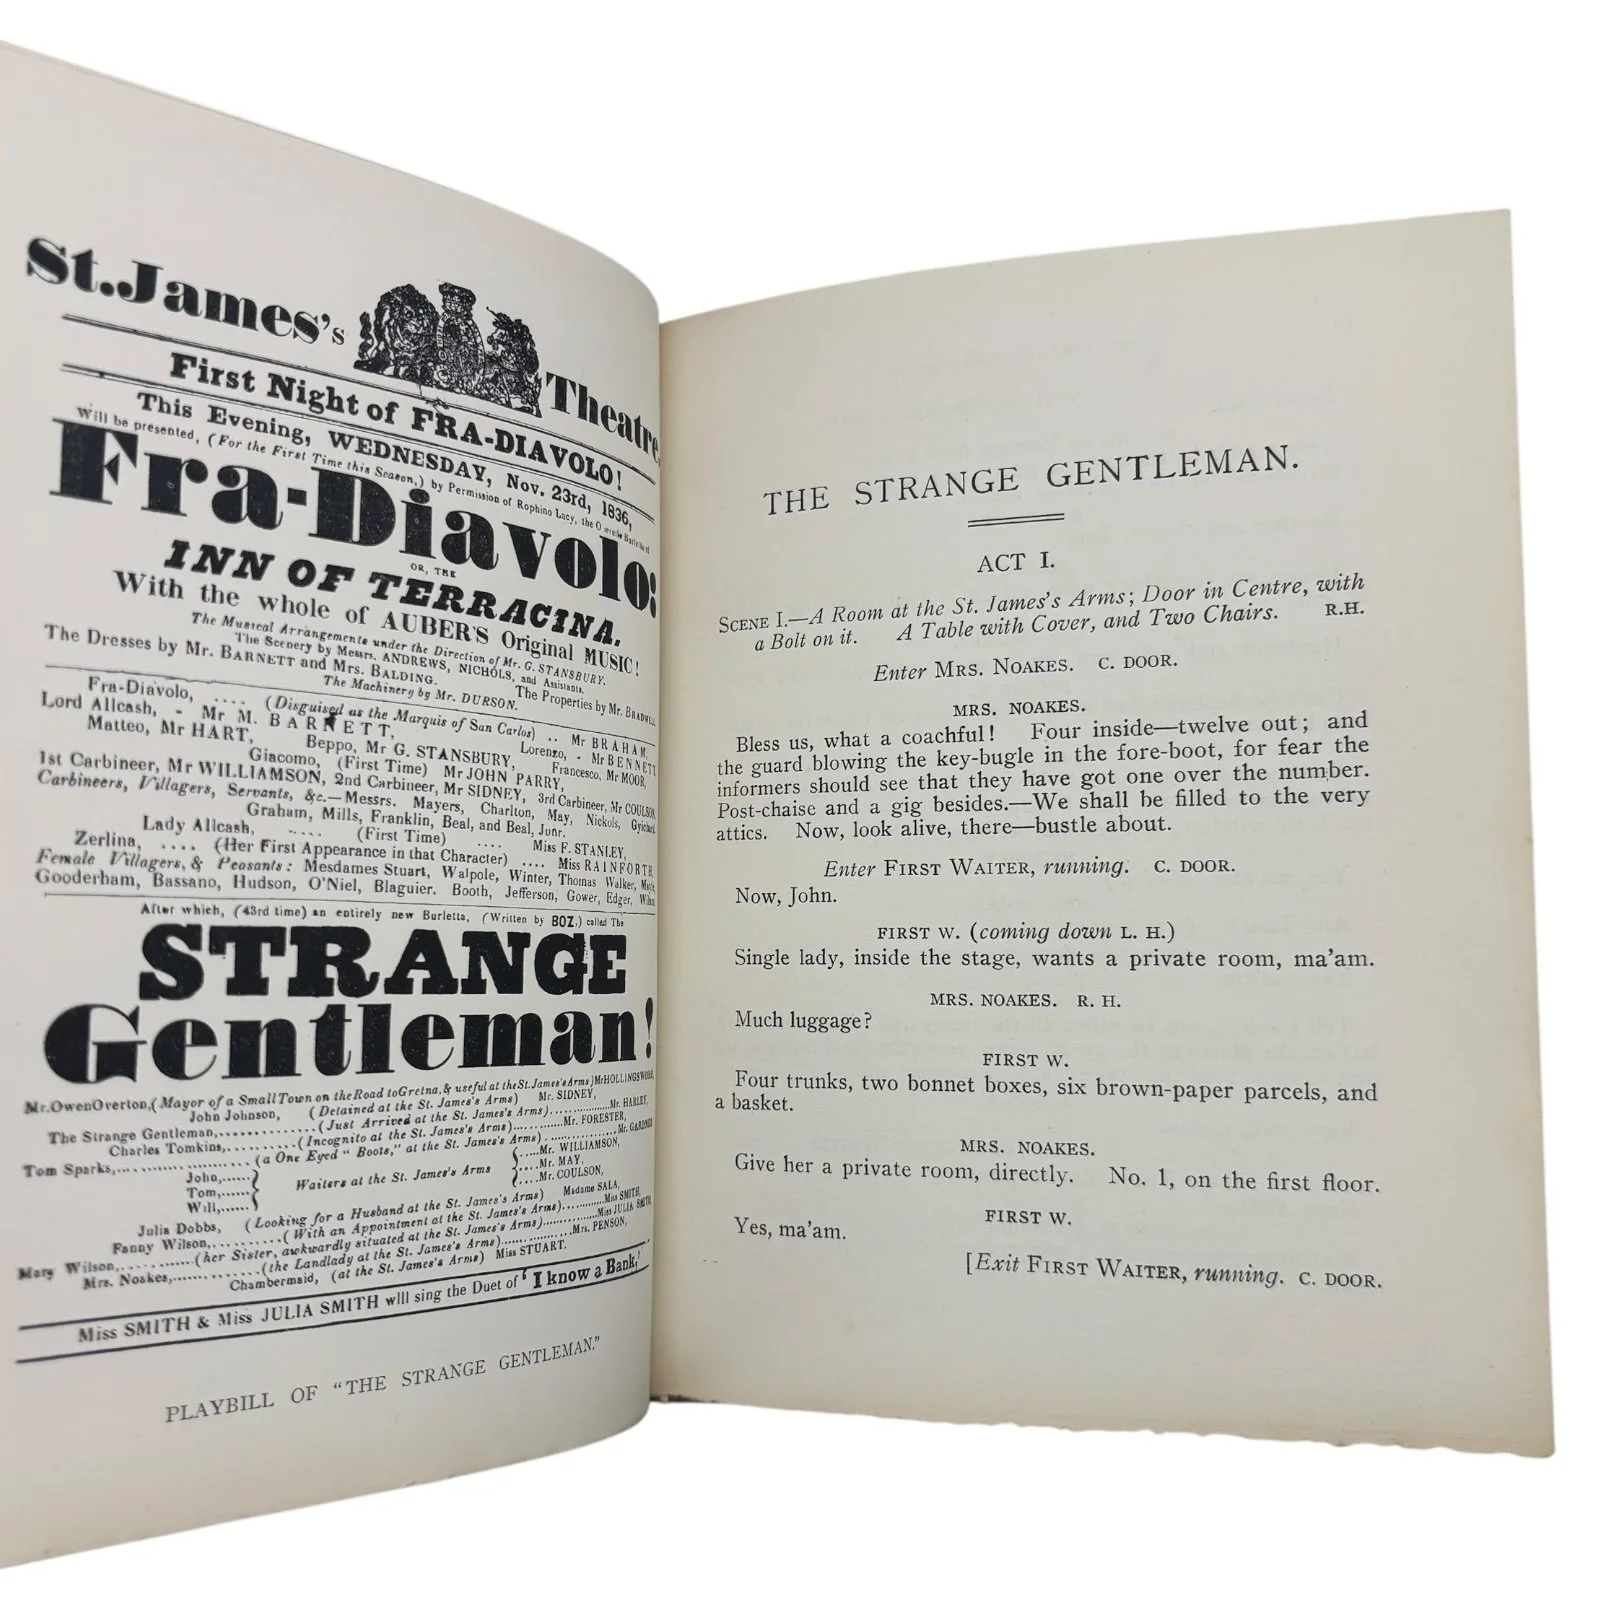 St. James's Theatre.
First Night of FRA-DIAVOLO!
This Evening, WEDNESDAY, Nov. 23rd, 1836,
Will be presented, (For the First Time this Season,) by Permission of Rophino Lacy, the
Fra-Diavolo:
OR, THE
INN OF TERRACINA.
With the whole of AUBER'S Original MUSIC!
The Musical Arrangements under the Direction of Mr. G. STANSBURY.
The Scenery by Messrs. ANDREWS, NICHOLS, and Assistants.
The Dresses by Mr. BARNETT and Mrs. BALDING. The Properties by Mr. BRADWELL
The Machinery by Mr. DURSON.
Fra-Diavolo, .... (Disguised as the Marquis of San Carlos) .. Mr BRAHAM,
Lord Allcash, - Mr M. BARNETT, Lorenzo, - Mr BENNETT
Matteo, Mr HART, Beppo, Mr G. STANSBURY, Francesco, Mr MOOR,
Giacomo, (First Time) Mr JOHN PARRY,
1st Carbineer, Mr WILLIAMSON, 2nd Carbineer, Mr SIDNEY, 3rd Carbineer, Mr COULSON
Carbineers, Villagers, Servants, &c.—Messrs. Mayers, Charlton, May, Nickols,
Graham, Mills, Franklin, Beal, and Beal, Junr.
Lady Allcash, ..... (First Time) .... Miss F. STANLEY,
Zerlina, .... (Her First Appearance in that Character) .... Miss RAINFORTH,
Female Villagers, & Peasants: Mesdames Stuart, Walpole, Winter, Thomas Walker,
Gooderham, Bassano, Hudson, O'Niel, Blaguier. Booth, Jefferson, Gower, Edger,
After which, (43rd time) an entirely new Burletta, (Written by BOZ,) called The
STRANGE
Gentleman!
Mr. Owen Overton, (Mayor of a Small Town on the Road to Gretna, & useful at the St. James's Arms) Mr HOLLINGSWORH,
John Johnson, (Detained at the St. James's Arms) Mr. SIDNEY,
The Strange Gentleman,............. (Just Arrived at the St. James's Arms)............... Mr. HARLEY,
Charles Tomkins,.......... (Incognito at the St. James's Arms)............ Mr. FORESTER,
Tom Sparks,..................... (a One Eyed "Boots," at the St. James's Arms) ............... Mr. GARDNER
John,...... ....Mr. WILLIAMSON,
Tom,...... Waiters at the St. James's Arms ....Mr. MAY,
Will,...... ....Mr. COULSON,
Julia Dobbs, (Looking for a Husband at the St. James's Arms) Madame SALA,
Fanny Wilson,.......... (With an Appointment at the St. James's Arms)............ Miss SMITH,
Mary Wilson,............ (her Sister, awkwardly situated at the St. James's Arms)............ Miss JULIA SMITH,
Mrs. Noakes,............. (the Landlady at the St. James's Arms)............... Mrs. PENSON,
Chambermaid, (at the St. James's Arms) Miss STUART.
Miss SMITH & Miss JULIA SMITH will sing the Duet of 'I know a Bank,'
PLAYBILL OF "THE STRANGE GENTLEMAN."
THE STRANGE GENTLEMAN.
ACT I.
SCENE I.—A Room at the St. James's Arms; Door in Centre, with
a Bolt on it. A Table with Cover, and Two Chairs. R.H.
Enter MRS. NOAKES. C. DOOR.
MRS. NOAKES.
Bless us, what a coachful! Four inside—twelve out; and
the guard blowing the key-bugle in the fore-boot, for fear the
informers should see that they have got one over the number.
Post-chaise and a gig besides.—We shall be filled to the very
attics. Now, look alive, there—bustle about.
Enter FIRST WAITER, running. C. DOOR.
Now, John.
FIRST W. (coming down L. H.)
Single lady, inside the stage, wants a private room, ma'am.
MRS. NOAKES. R. H.
Much luggage?
FIRST W.
Four trunks, two bonnet boxes, six brown-paper parcels, and
a basket.
MRS. NOAKES.
Give her a private room, directly. No. 1, on the first floor.
FIRST W.
Yes, ma'am.
[Exit FIRST WAITER, running. C. DOOR.